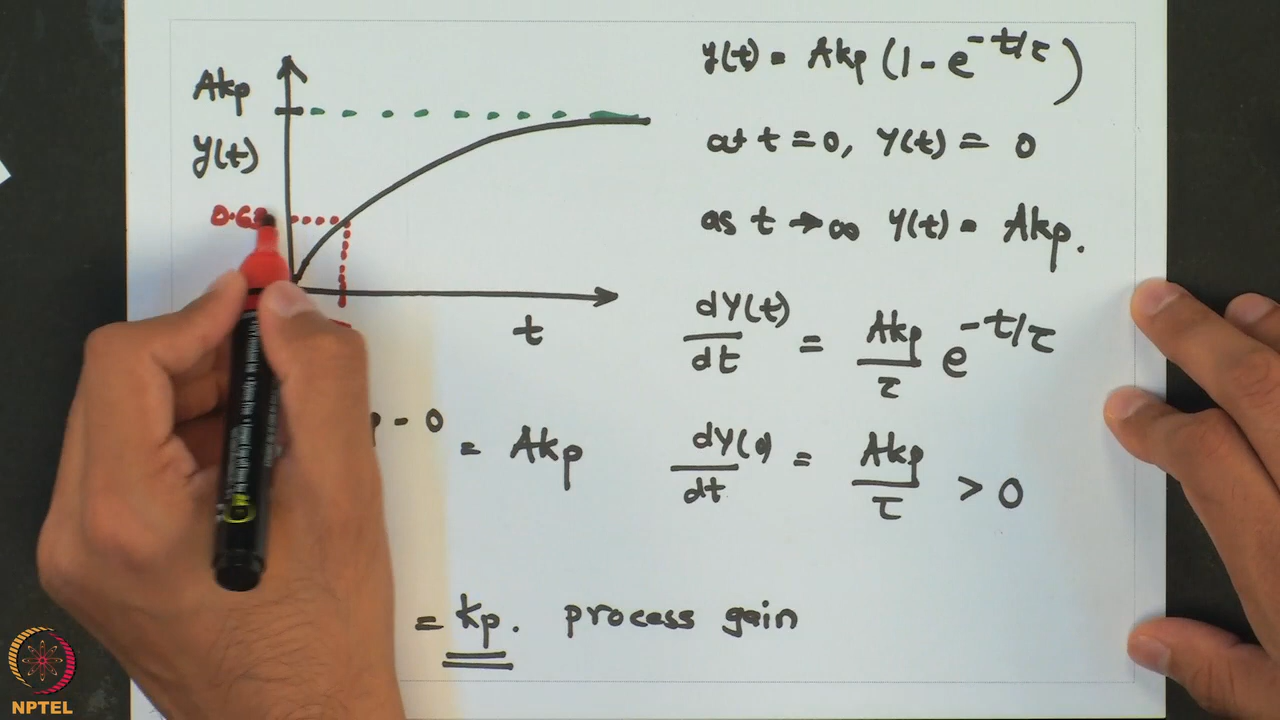 Akp
y(t)
0.63
t
- 0 = Akp
= kp. process gain
y(t) = Akp (1 - e^-t/τ)
at t = 0, y(t) = 0
as t → ∞ y(t) = Akp.
dy(t)/dt = Akp/τ e^-t/τ
dy(0)/dt = Akp/τ > 0
NPTEL